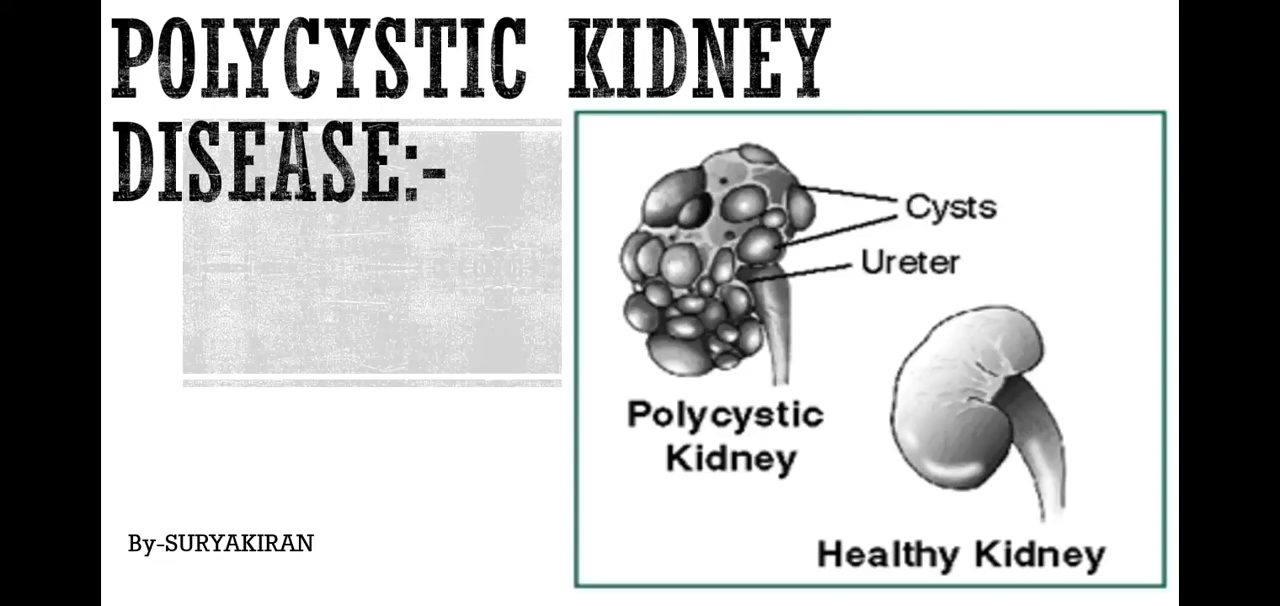 POLYCYSTIC KIDNEY
DISEASE:-
Cysts
Ureter
Polycystic
Kidney
Healthy Kidney
By-SURYAKIRAN